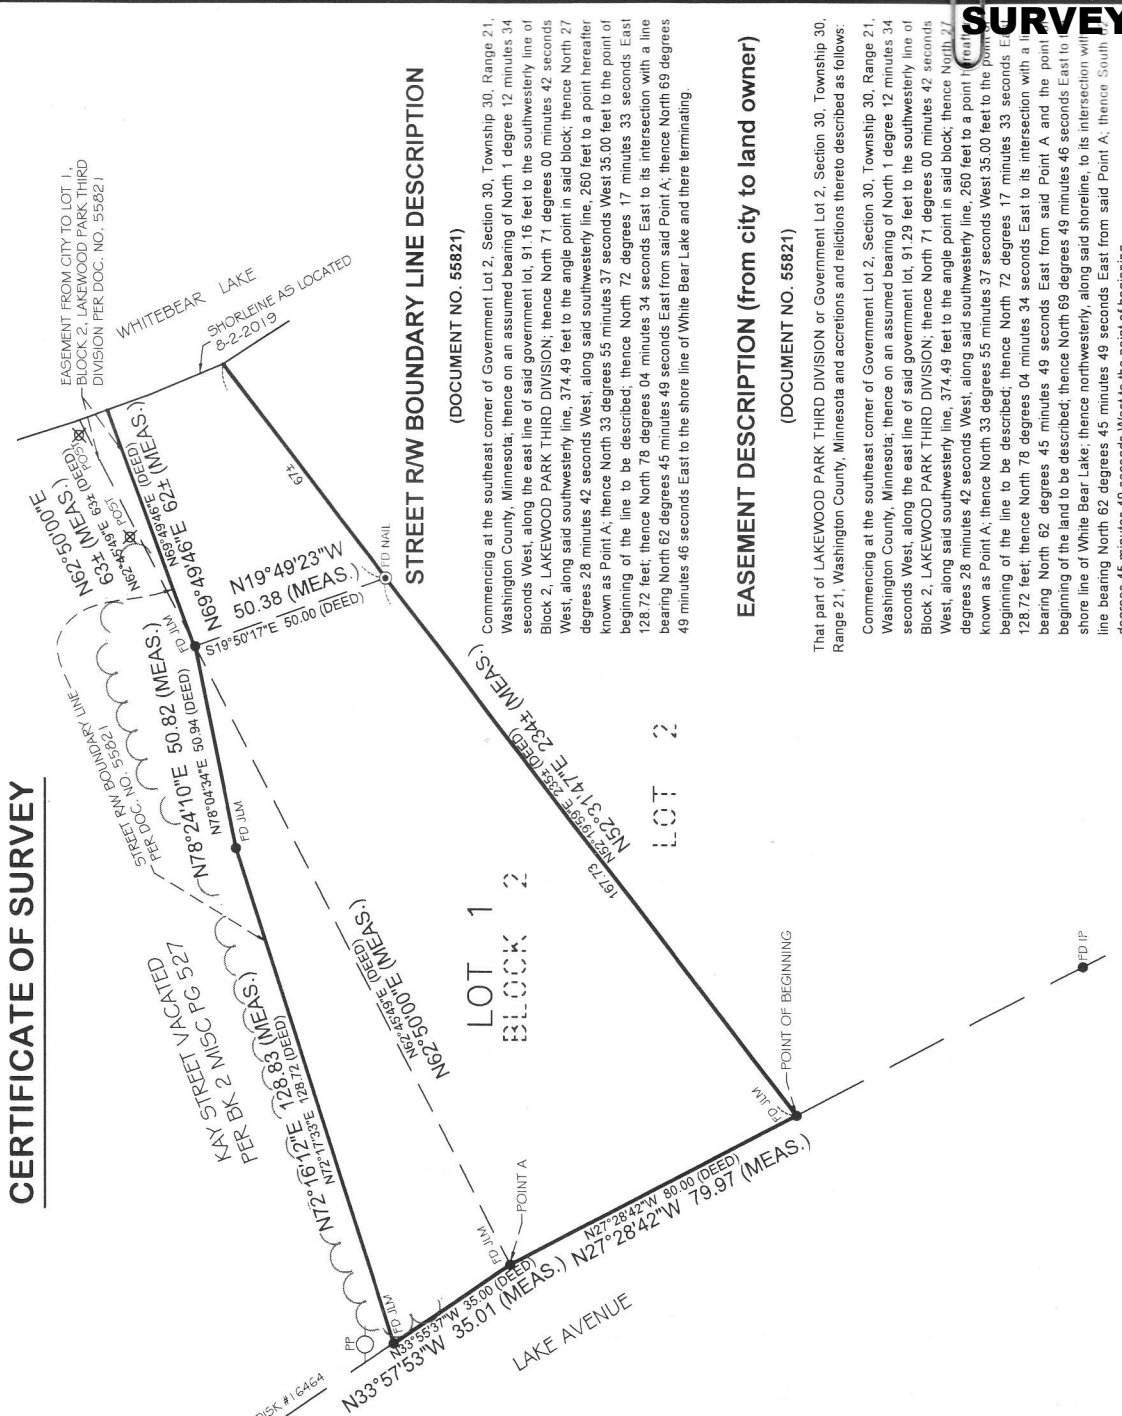 SURVEY
CERTIFICATE OF SURVEY
EASEMENT FROM CITY TO LOT 1,
BLOCK 2, LAKEWOOD PARK THIRD
DIVISION PER DOC. NO. 55821
WHITEBEAR LAKE
SHORLEINE AS LOCATED
8-2-2019
N62°50'00"E
63± (MEAS.)
N62°45'49"E 63± (DEED)
POST
POST
N69°49'46"E (DEED)
N69°49'46"E 62± (MEAS.)
67±
N19°49'23"W
50.38 (MEAS.)
S19°50'17"E 50.00 (DEED)
FD NAIL
FD JLM
STREET R/W BOUNDARY LINE
PER DOC. NO. 55821
N78°24'10"E 50.82 (MEAS.)
N78°04'34"E 50.94 (DEED)
FD JLM
KAY STREET VACATED
PER BK 2 MISC PG 527
N72°16'12"E 128.83 (MEAS.)
N72°17'33"E 128.72 (DEED)
N62°45'49"E (DEED)
N62°50'00"E (MEAS.)
LOT 1
BLOCK 2
LOT 2
N52°19'59"E 235± (DEED)
N52°31'47"E 234± (MEAS.)
167.73
POINT OF BEGINNING
FD JLM
FD IP
POINT A
FD JLM
N27°28'42"W 80.00 (DEED)
N27°28'42"W 79.97 (MEAS.)
PP
FD JLM
N33°55'37"W 35.00 (DEED)
N33°57'53"W 35.01 (MEAS.)
LAKE AVENUE
DISK #16464
STREET R/W BOUNDARY LINE DESCRIPTION
(DOCUMENT NO. 55821)
Commencing at the southeast corner of Government Lot 2, Section 30, Township 30, Range 21,
Washington County, Minnesota; thence on an assumed bearing of North 1 degree 12 minutes 34
seconds West, along the east line of said government lot, 91.16 feet to the southwesterly line of
Block 2, LAKEWOOD PARK THIRD DIVISION; thence North 71 degrees 00 minutes 42 seconds
West, along said southwesterly line, 374.49 feet to the angle point in said block; thence North 27
degrees 28 minutes 42 seconds West, along said southwesterly line, 260 feet to a point hereafter
known as Point A; thence North 33 degrees 55 minutes 37 seconds West 35.00 feet to the point of
beginning of the line to be described; thence North 72 degrees 17 minutes 33 seconds East
128.72 feet; thence North 78 degrees 04 minutes 34 seconds East to its intersection with a line
bearing North 62 degrees 45 minutes 49 seconds East from said Point A; thence North 69 degrees
49 minutes 46 seconds East to the shore line of White Bear Lake and there terminating.
EASEMENT DESCRIPTION (from city to land owner)
(DOCUMENT NO. 55821)
That part of LAKEWOOD PARK THIRD DIVISION or Government Lot 2, Section 30, Township 30,
Range 21, Washington County, Minnesota and accretions and relictions thereto described as follows:
Commencing at the southeast corner of Government Lot 2, Section 30, Township 30, Range 21,
Washington County, Minnesota; thence on an assumed bearing of North 1 degree 12 minutes 34
seconds West, along the east line of said government lot, 91.29 feet to the southwesterly line of
Block 2, LAKEWOOD PARK THIRD DIVISION; thence North 71 degrees 00 minutes 42 seconds
West, along said southwesterly line, 374.49 feet to the angle point in said block; thence North 27
degrees 28 minutes 42 seconds West, along said southwesterly line, 260 feet to a point hereafter
known as Point A; thence North 33 degrees 55 minutes 37 seconds West 35.00 feet to the point of
beginning of the line to be described; thence North 72 degrees 17 minutes 33 seconds East
128.72 feet; thence North 78 degrees 04 minutes 34 seconds East to its intersection with a line
bearing North 62 degrees 45 minutes 49 seconds East from said Point A and the point of
beginning of the land to be described; thence North 69 degrees 49 minutes 46 seconds East to
shore line of White Bear Lake; thence northwesterly, along said shoreline, to its intersection with
line bearing North 62 degrees 45 minutes 49 seconds East from said Point A; thence South 62
degrees 45 minutes 49 seconds West to the point of beginning.